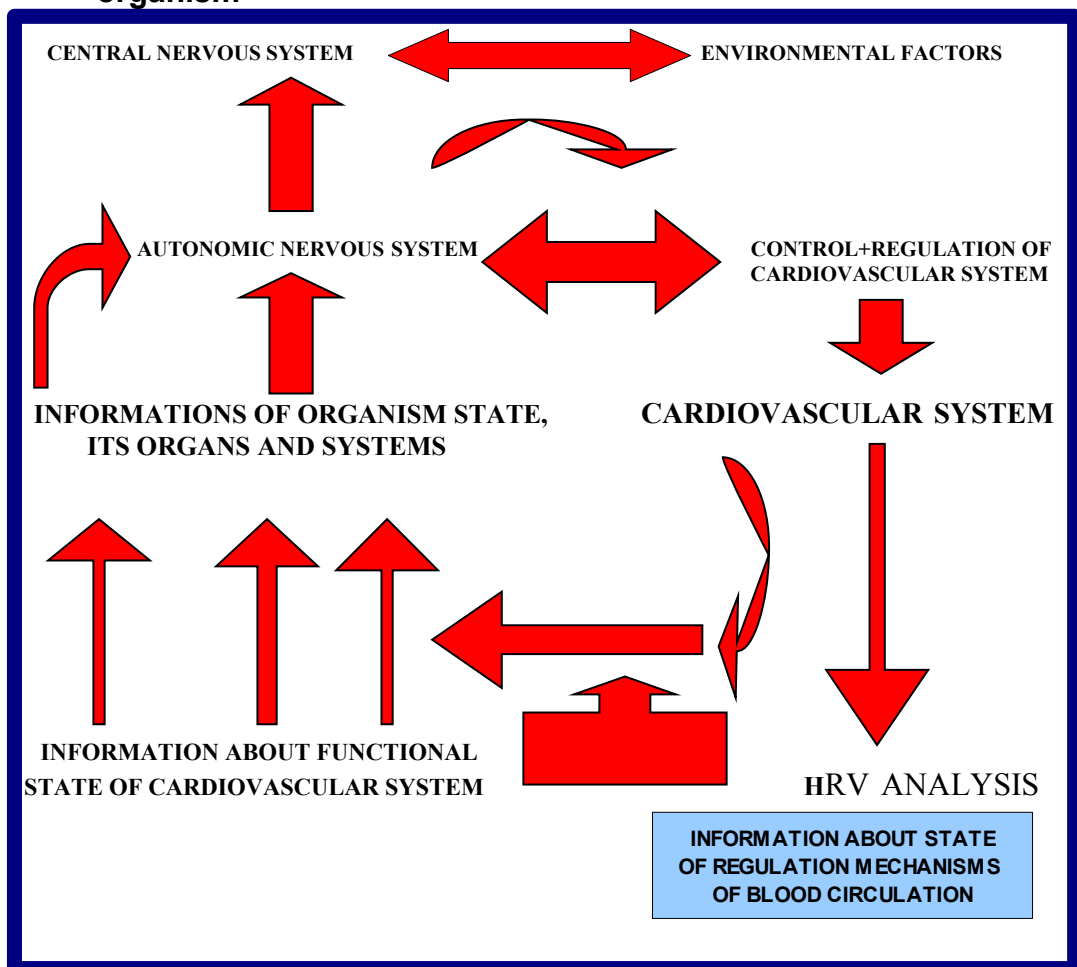 organism
CENTRAL NERVOUS SYSTEM
ENVIRONMENTAL FACTORS
AUTONOMIC NERVOUS SYSTEM
CONTROL+REGULATION OF
CARDIOVASCULAR SYSTEM
INFORMATIONS OF ORGANISM STATE,
ITS ORGANS AND SYSTEMS
CARDIOVASCULAR SYSTEM
INFORMATION ABOUT FUNCTIONAL
STATE OF CARDIOVASCULAR SYSTEM
HRV ANALYSIS
INFORMATION ABOUT STATE
OF REGULATION MECHANISMS
OF BLOOD CIRCULATION